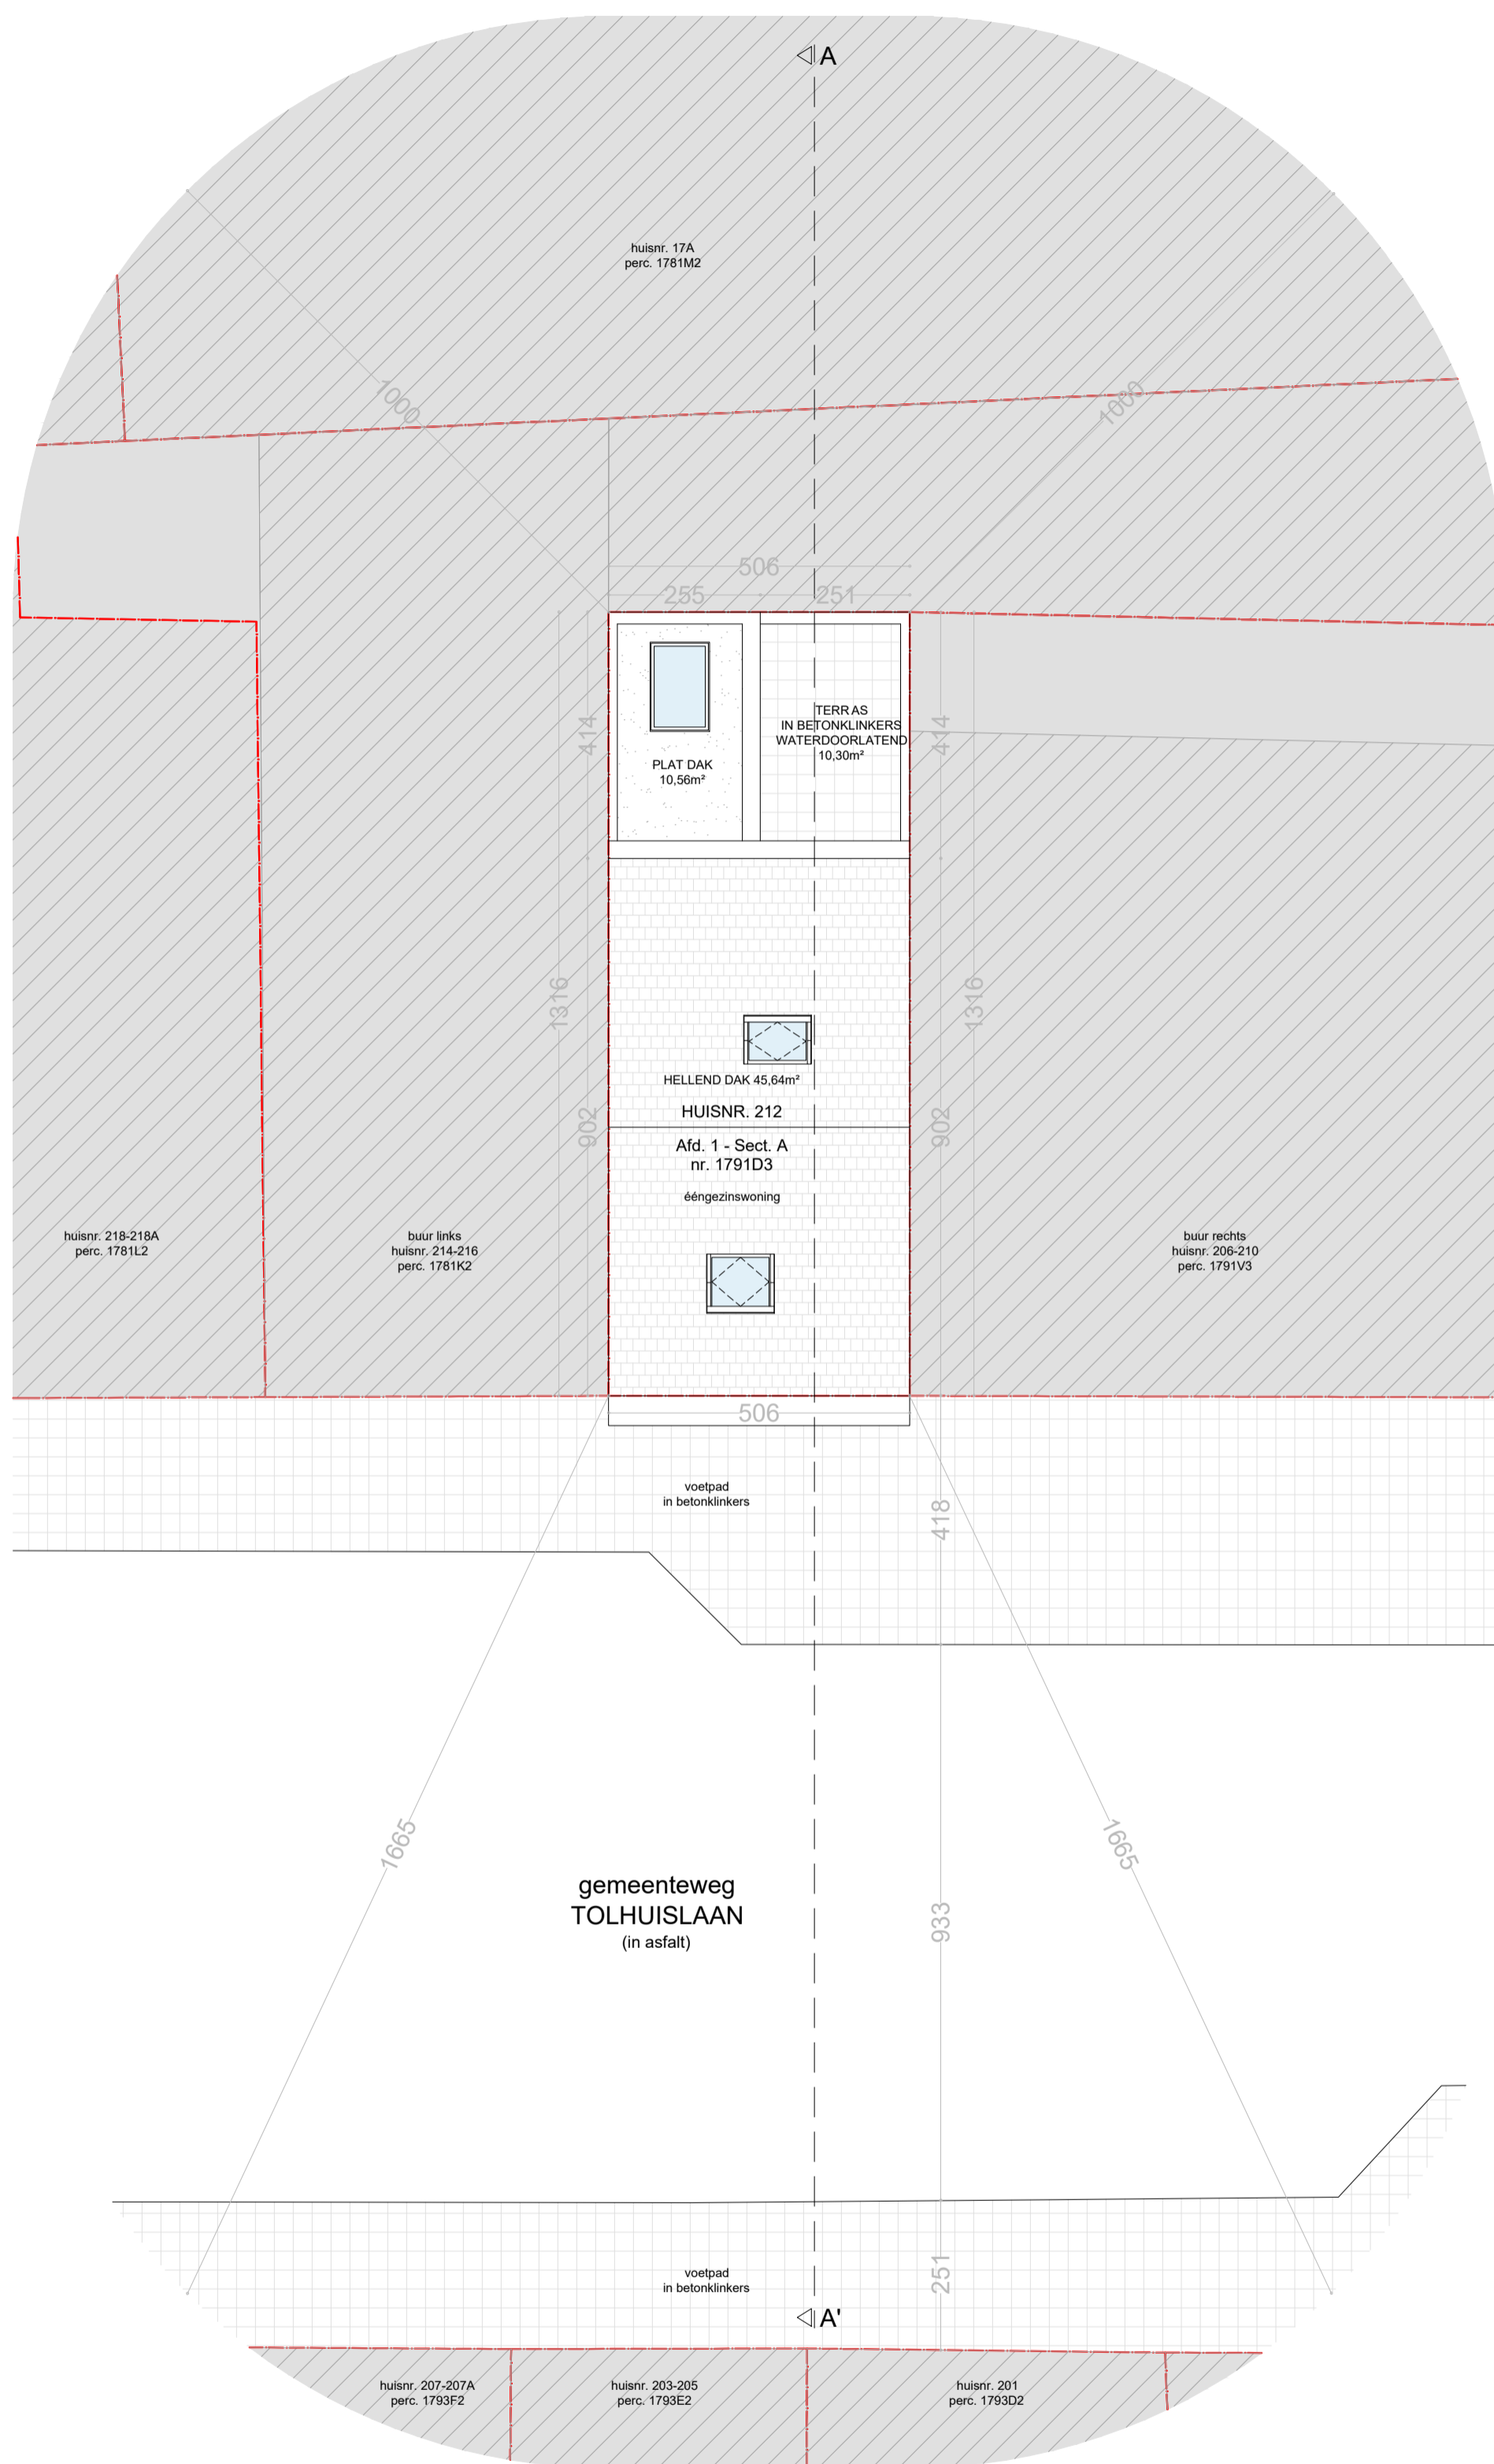 A
huisnr. 17A
perc. 1781M2
1000
1000
506
255
251
414
414
TERRAS
IN BETONKLINKERS
WATERDOORLATEND
10,30m²
PLAT DAK
10,56m²
1316
1316
HELLEND DAK 45,64m²
HUISNR. 212
902
902
Afd. 1 - Sect. A
nr. 1791D3
ééngezinswoning
huisnr. 218-218A
perc. 1781L2
buur links
huisnr. 214-216
perc. 1781K2
buur rechts
huisnr. 206-210
perc. 1791V3
506
voetpad
in betonklinkers
418
1665
1665
gemeenteweg
TOLHUISLAAN
(in asfalt)
933
voetpad
in betonklinkers
251
A'
huisnr. 207-207A
perc. 1793F2
huisnr. 203-205
perc. 1793E2
huisnr. 201
perc. 1793D2